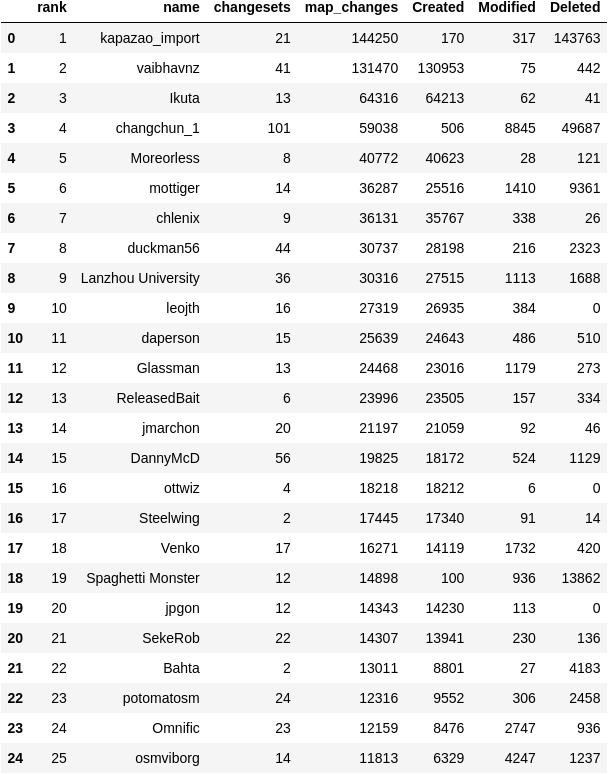 rank name changesets map_changes Created Modified Deleted
0 1 kapazao_import 21 144250 170 317 143763
1 2 vaibhavnz 41 131470 130953 75 442
2 3 Ikuta 13 64316 64213 62 41
3 4 changchun_1 101 59038 506 8845 49687
4 5 Moreorless 8 40772 40623 28 121
5 6 mottiger 14 36287 25516 1410 9361
6 7 chlenix 9 36131 35767 338 26
7 8 duckman56 44 30737 28198 216 2323
8 9 Lanzhou University 36 30316 27515 1113 1688
9 10 leojth 16 27319 26935 384 0
10 11 daperson 15 25639 24643 486 510
11 12 Glassman 13 24468 23016 1179 273
12 13 ReleasedBait 6 23996 23505 157 334
13 14 jmarchon 20 21197 21059 92 46
14 15 DannyMcD 56 19825 18172 524 1129
15 16 ottwiz 4 18218 18212 6 0
16 17 Steelwing 2 17445 17340 91 14
17 18 Venko 17 16271 14119 1732 420
18 19 Spaghetti Monster 12 14898 100 936 13862
19 20 jpgon 12 14343 14230 113 0
20 21 SekeRob 22 14307 13941 230 136
21 22 Bahta 2 13011 8801 27 4183
22 23 potomatosm 24 12316 9552 306 2458
23 24 Omnific 23 12159 8476 2747 936
24 25 osmviborg 14 11813 6329 4247 1237